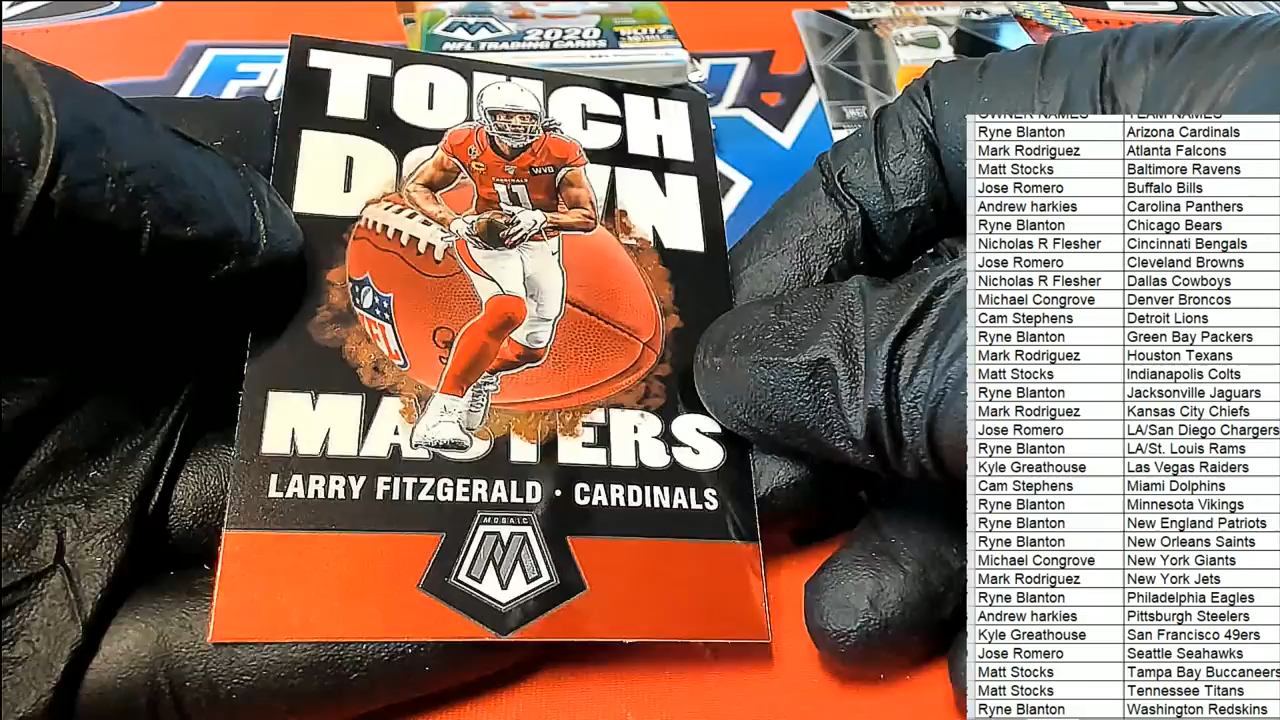 2020
NFL TRADING CARDS
TOUCH
DOWN
MASTERS
LARRY FITZGERALD · CARDINALS
MOSAIC
M
CARDINALS
11
WVD
NFL
OWNER NAMES TEAM NAMES
Ryne Blanton Arizona Cardinals
Mark Rodriguez Atlanta Falcons
Matt Stocks Baltimore Ravens
Jose Romero Buffalo Bills
Andrew harkies Carolina Panthers
Ryne Blanton Chicago Bears
Nicholas R Flesher Cincinnati Bengals
Jose Romero Cleveland Browns
Nicholas R Flesher Dallas Cowboys
Michael Congrove Denver Broncos
Cam Stephens Detroit Lions
Ryne Blanton Green Bay Packers
Mark Rodriguez Houston Texans
Matt Stocks Indianapolis Colts
Ryne Blanton Jacksonville Jaguars
Mark Rodriguez Kansas City Chiefs
Jose Romero LA/San Diego Chargers
Ryne Blanton LA/St. Louis Rams
Kyle Greathouse Las Vegas Raiders
Cam Stephens Miami Dolphins
Ryne Blanton Minnesota Vikings
Ryne Blanton New England Patriots
Ryne Blanton New Orleans Saints
Michael Congrove New York Giants
Mark Rodriguez New York Jets
Ryne Blanton Philadelphia Eagles
Andrew harkies Pittsburgh Steelers
Kyle Greathouse San Francisco 49ers
Jose Romero Seattle Seahawks
Matt Stocks Tampa Bay Buccaneers
Matt Stocks Tennessee Titans
Ryne Blanton Washington Redskins